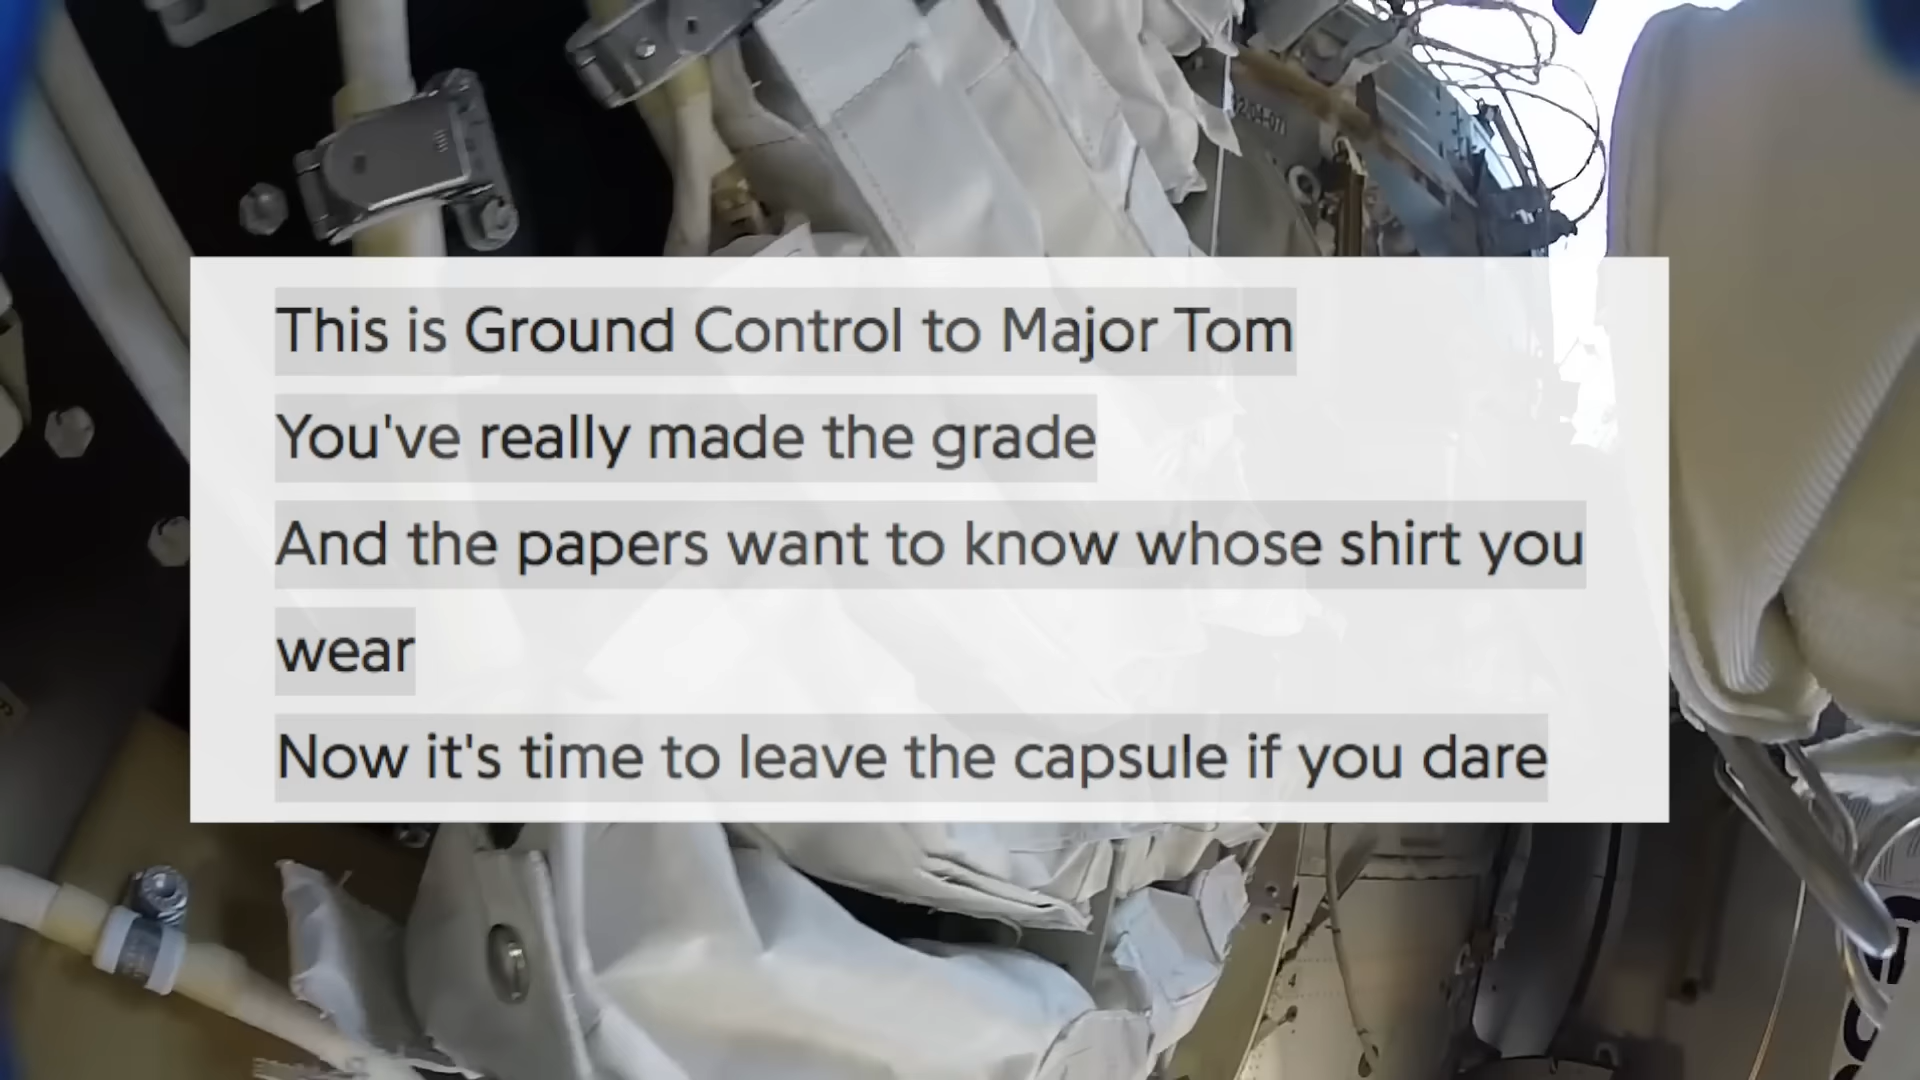 This is Ground Control to Major Tom
You've really made the grade
And the papers want to know whose shirt you
wear
Now it's time to leave the capsule if you dare